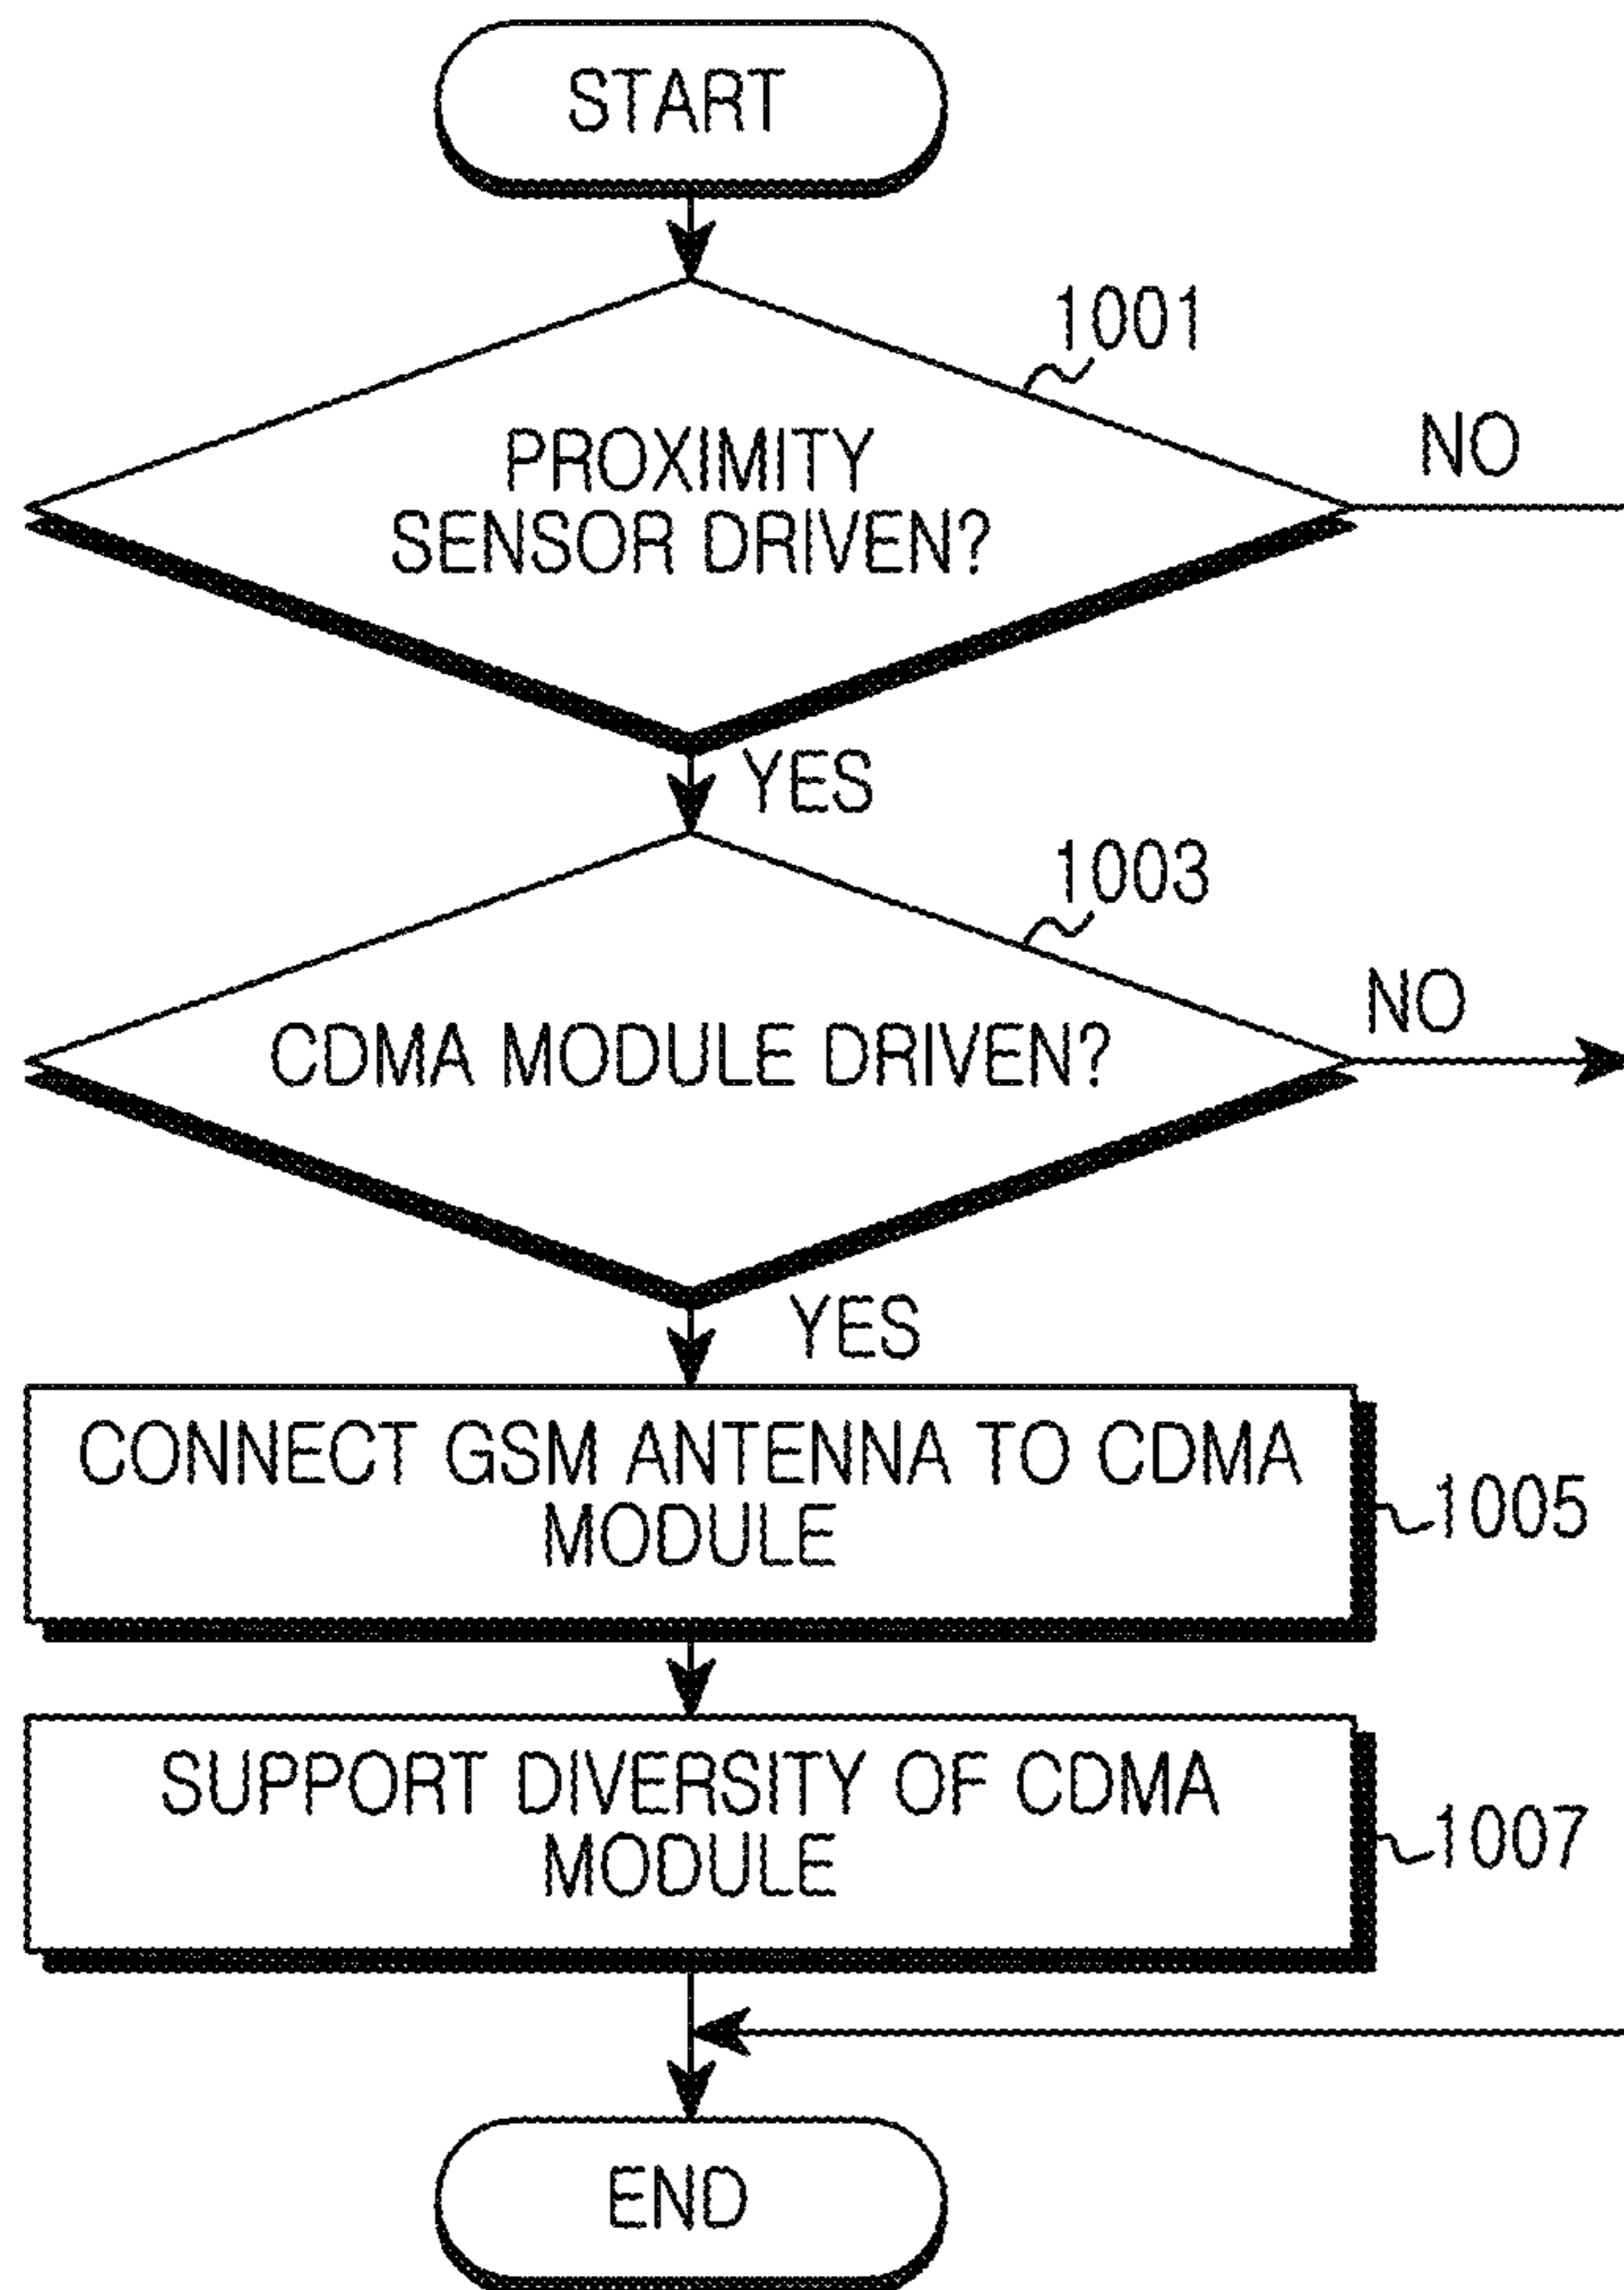 START
1001
PROXIMITY
SENSOR DRIVEN?
NO
YES
1003
CDMA MODULE DRIVEN?
NO
YES
CONNECT GSM ANTENNA TO CDMA
MODULE
1005
SUPPORT DIVERSITY OF CDMA
MODULE
1007
END